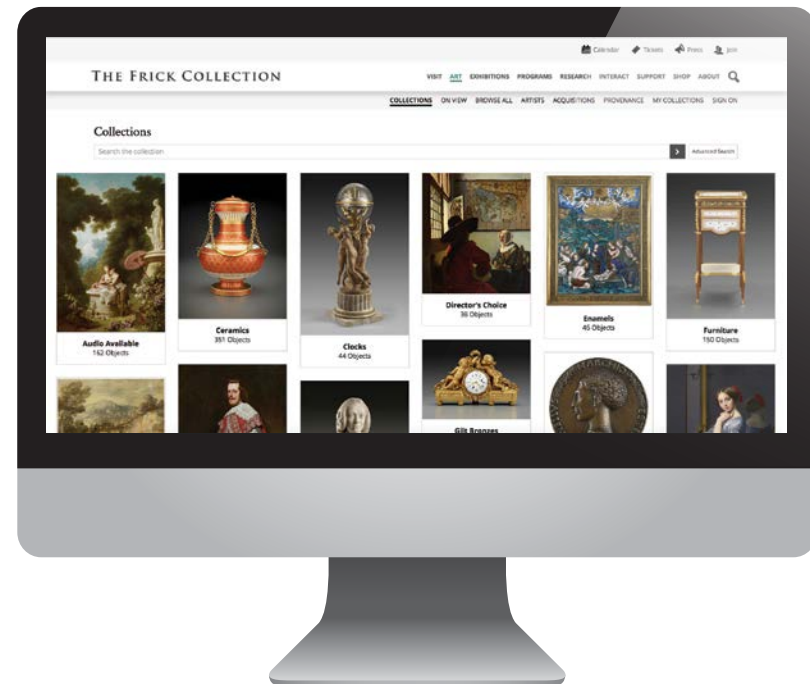 Calendar Tickets Press Join
THE FRICK COLLECTION
VISIT ART EXHIBITIONS PROGRAMS RESEARCH INTERACT SUPPORT SHOP ABOUT
COLLECTIONS ON VIEW BROWSE ALL ARTISTS ACQUISITIONS PROVENANCE MY COLLECTIONS SIGN ON
Collections
Search the collection
Advanced Search
Audio Available
162 Objects
Ceramics
351 Objects
Clocks
44 Objects
Director's Choice
36 Objects
Enamels
46 Objects
Furniture
150 Objects
Gilt Bronzes